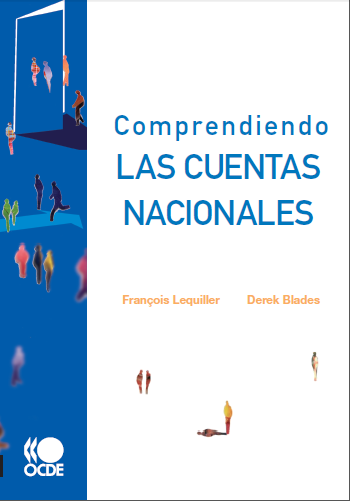 Comprendiendo
LAS CUENTAS
NACIONALES
François Lequiller Derek Blades
OCDE